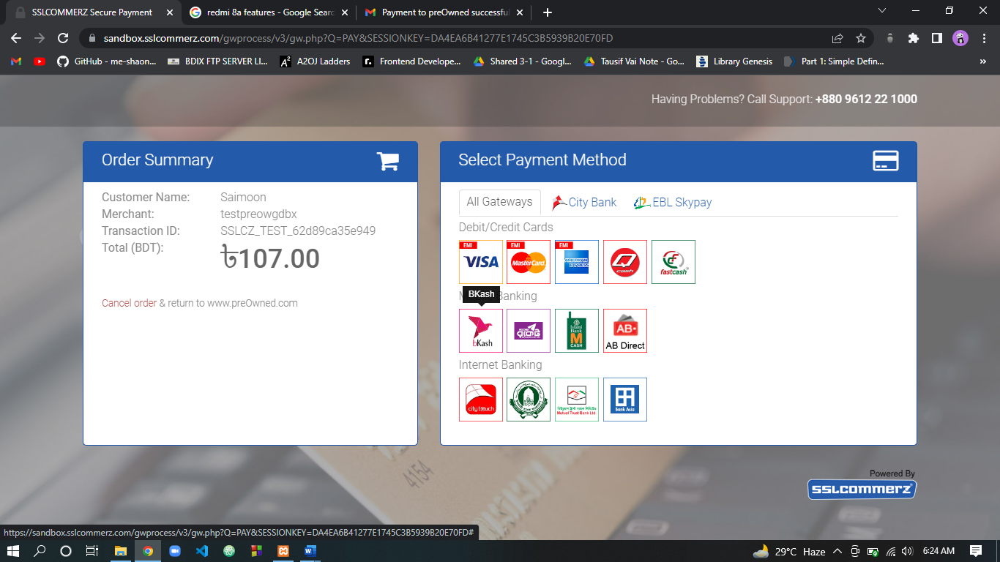 SSLCOMMERZ Secure Payment
redmi 8a features - Google Searc
Payment to preOwned successful
sandbox.sslcommerz.com/gwprocess/v3/gw.php?Q=PAY&SESSIONKEY=DA4EA6B41277E1745C3B5939B20E70FD
GitHub - me-shaon...
BDIX FTP SERVER LI...
A2OJ Ladders
Frontend Develope...
Shared 3-1 - Googl...
Tausif Vai Note - Go...
Library Genesis
Part 1: Simple Defin...
Having Problems? Call Support: +880 9612 22 1000
Order Summary
Customer Name: Saimoon
Merchant: testpreowgdbx
Transaction ID: SSLCZ_TEST_62d89ca35e949
Total (BDT): ৳107.00
Cancel order & return to www.preOwned.com
Select Payment Method
All Gateways City Bank EBL Skypay
Debit/Credit Cards
EMI EMI EMI
VISA MasterCard AMERICAN EXPRESS Q cash fastcash
BKash
Banking
bKash
Islami Bank M CASH
AB
AB Direct
Internet Banking
citytouch
Mutual Trust Bank Ltd.
Bank Asia
4154
Powered By
SSLCOMMERZ
https://sandbox.sslcommerz.com/gwprocess/v3/gw.php?Q=PAY&SESSIONKEY=DA4EA6B41277E1745C3B5939B20E70FD#
29°C Haze
6:24 AM